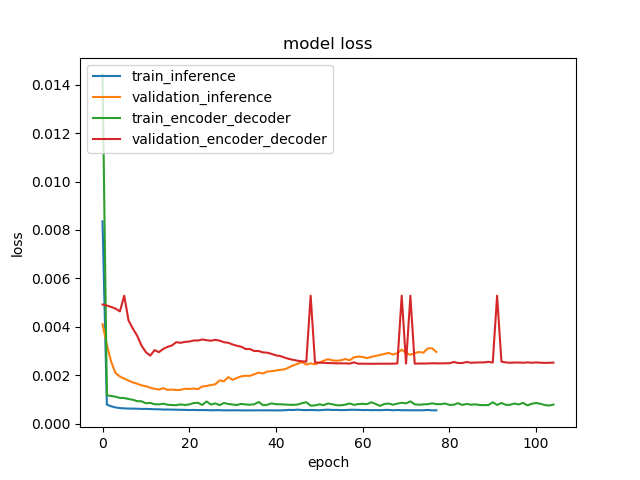 model loss
train_inference
validation_inference
train_encoder_decoder
validation_encoder_decoder
loss
0.014
0.012
0.010
0.008
0.006
0.004
0.002
0.000
0
20
40
60
80
100
epoch